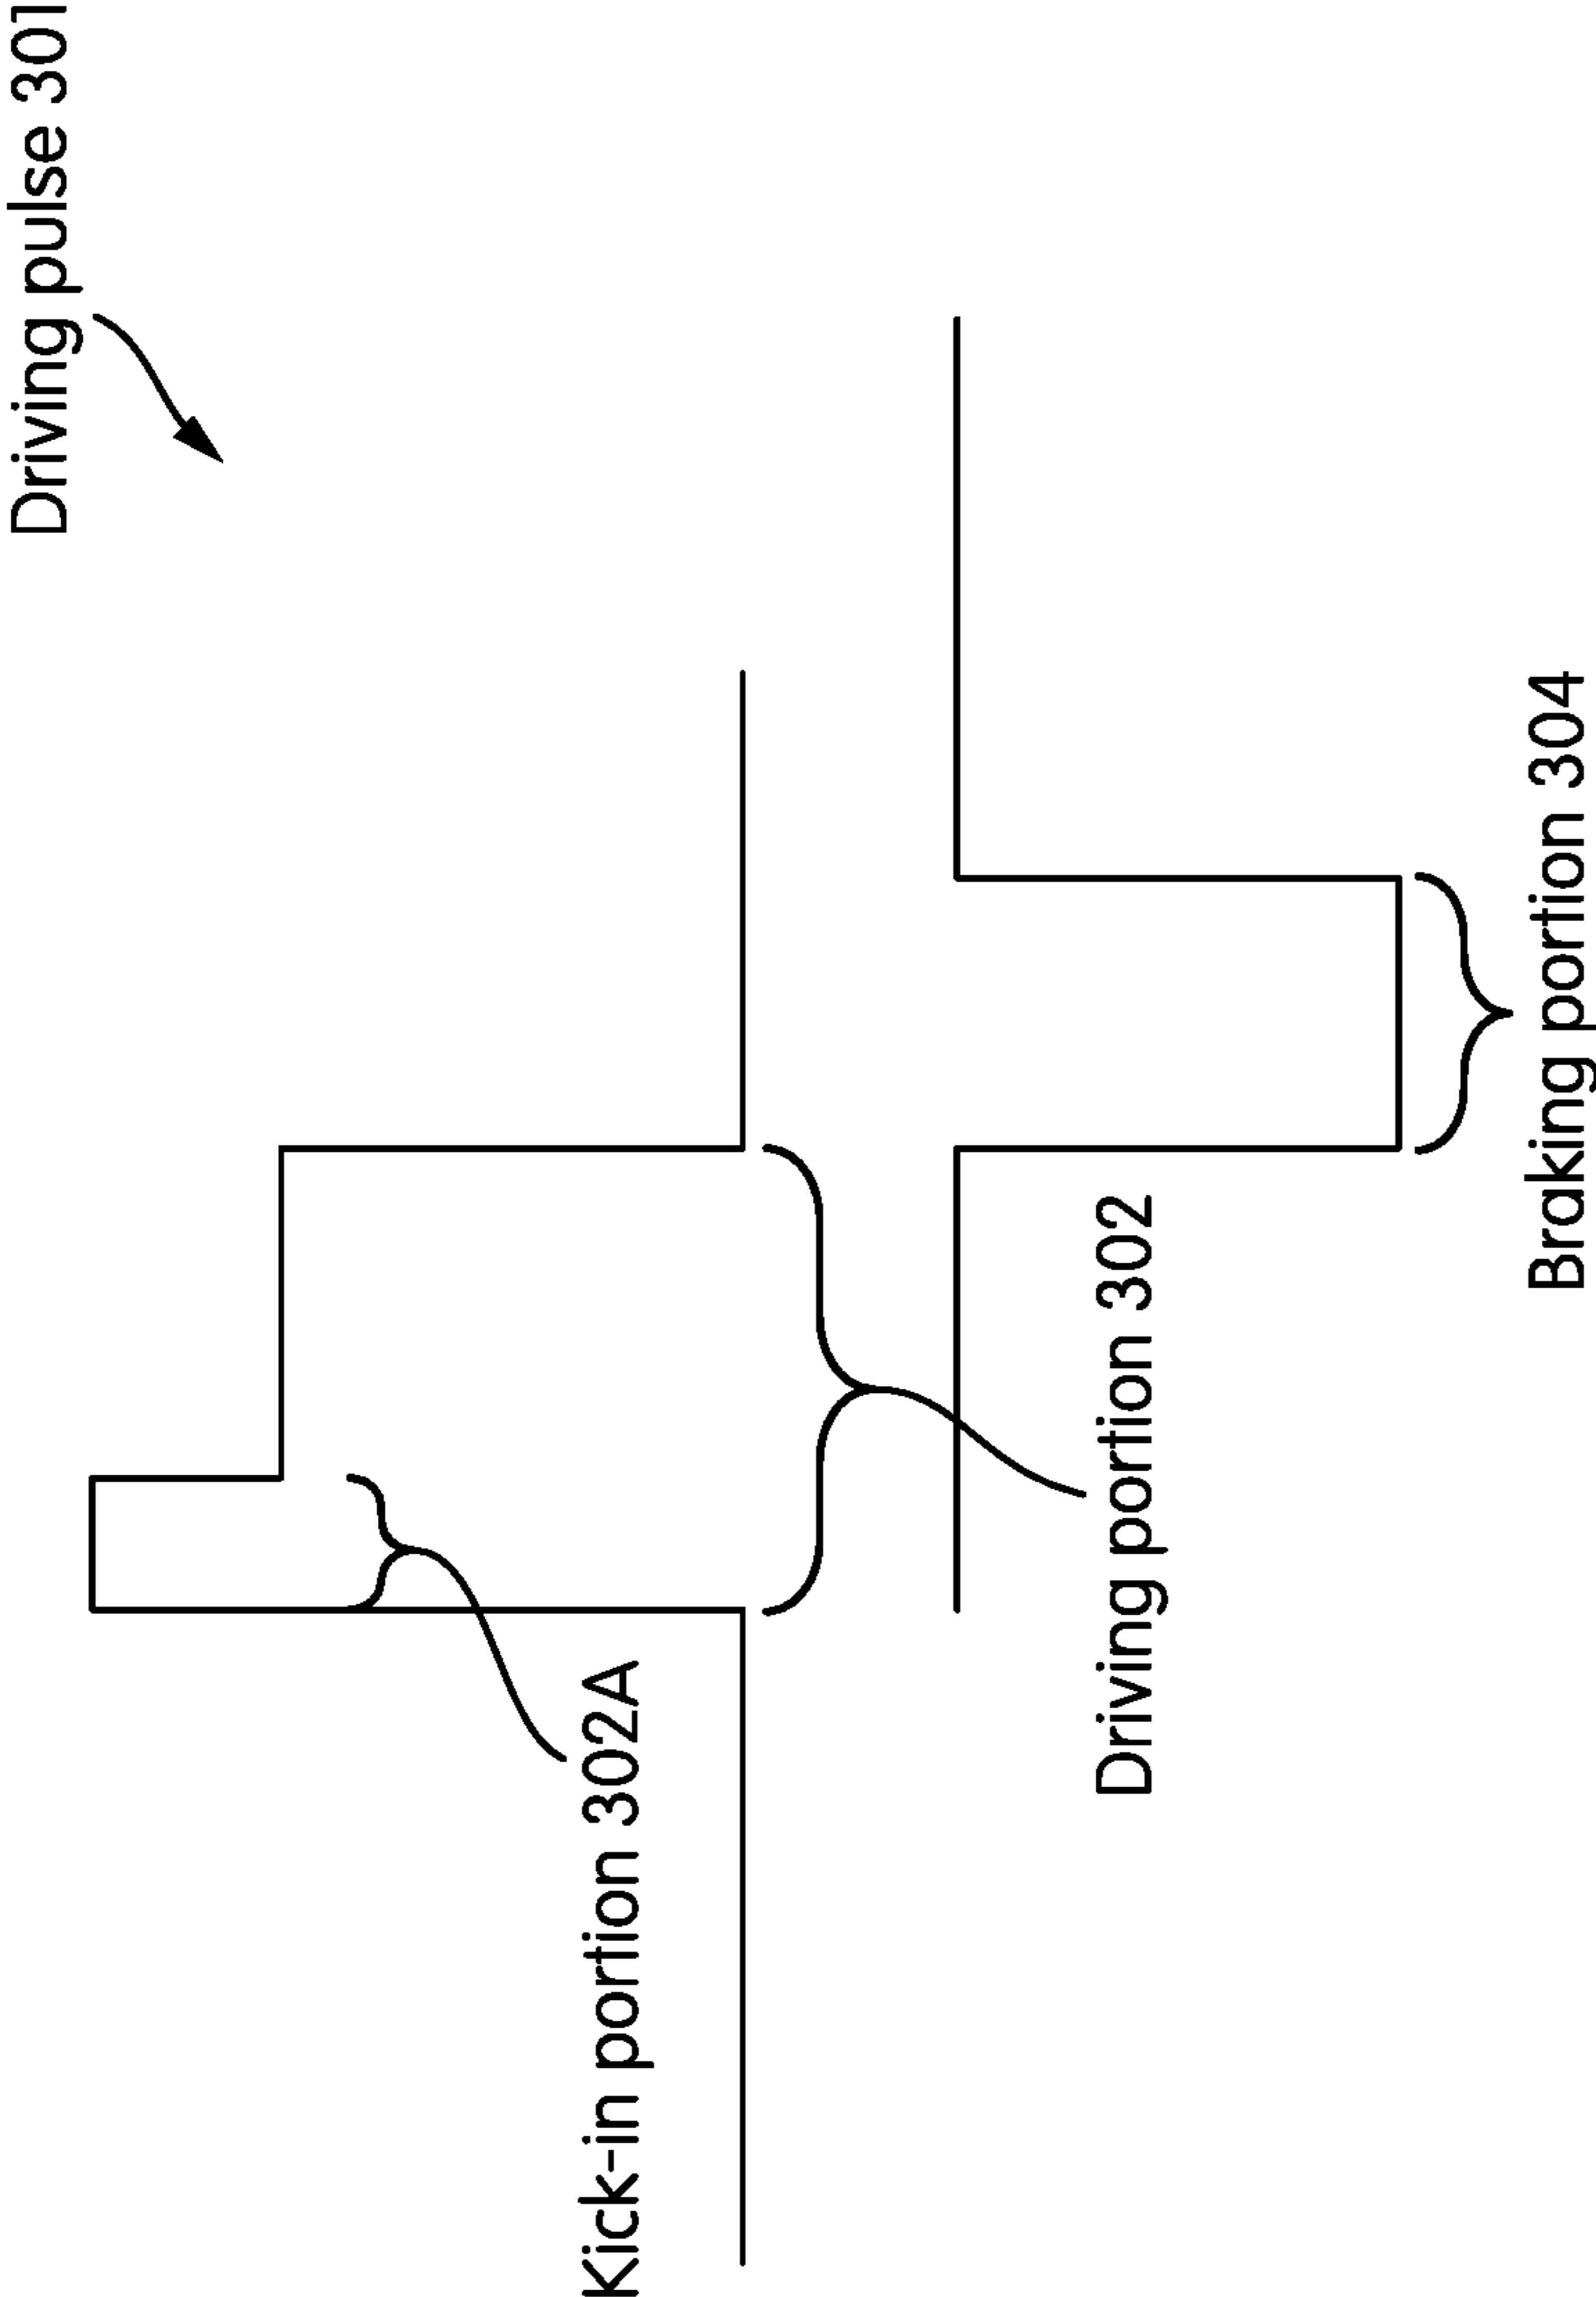 Driving pulse 301
Kick-in portion 302A
Driving portion 302
Braking portion 304